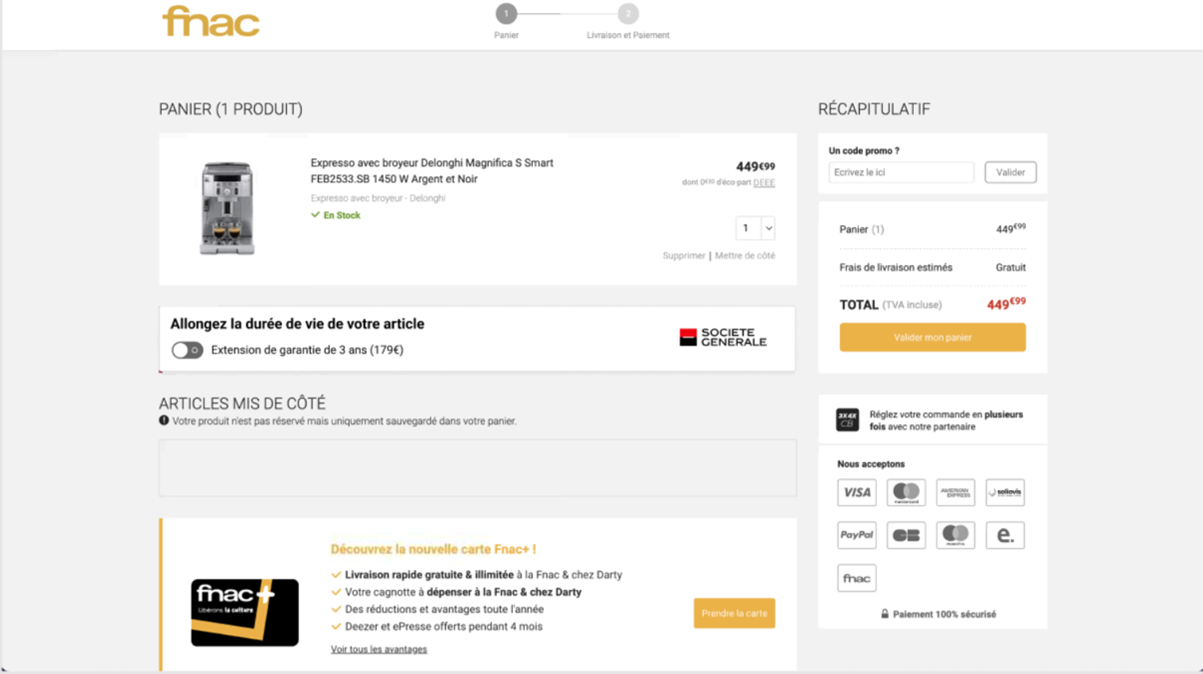 fnac
1
2
Panier
Livraison et Paiement
PANIER (1 PRODUIT)
Expresso avec broyeur Delonghi Magnifica S Smart
FEB2533.SB 1450 W Argent et Noir
Expresso avec broyeur - Delonghi
En Stock
449€99
d'éco-part DEEE
1
Supprimer | Mettre de côté
Allongez la durée de vie de votre article
Extension de garantie de 3 ans (179€)
SOCIETE
GENERALE
ARTICLES MIS DE CÔTÉ
Votre produit n'est pas réservé mais uniquement sauvegardé dans votre panier.
fnac+
Libérons la culture
Découvrez la nouvelle carte Fnac+ !
Livraison rapide gratuite & illimitée à la Fnac & chez Darty
Votre cagnotte à dépenser à la Fnac & chez Darty
Des réductions et avantages toute l'année
Deezer et ePresse offerts pendant 4 mois
Voir tous les avantages
Prendre la carte
RÉCAPITULATIF
Un code promo ?
Ecrivez le ici
Valider
Panier (1)
449€99
Frais de livraison estimés
Gratuit
TOTAL (TVA incluse)
449€99
Valider mon panier
3X4X
CB
Réglez votre commande en plusieurs
fois avec notre partenaire
Nous acceptons
VISA
mastercard
AMERICAN
EXPRESS
sofiavis
PayPal
CB
maestro
e.
fnac
Paiement 100% sécurisé